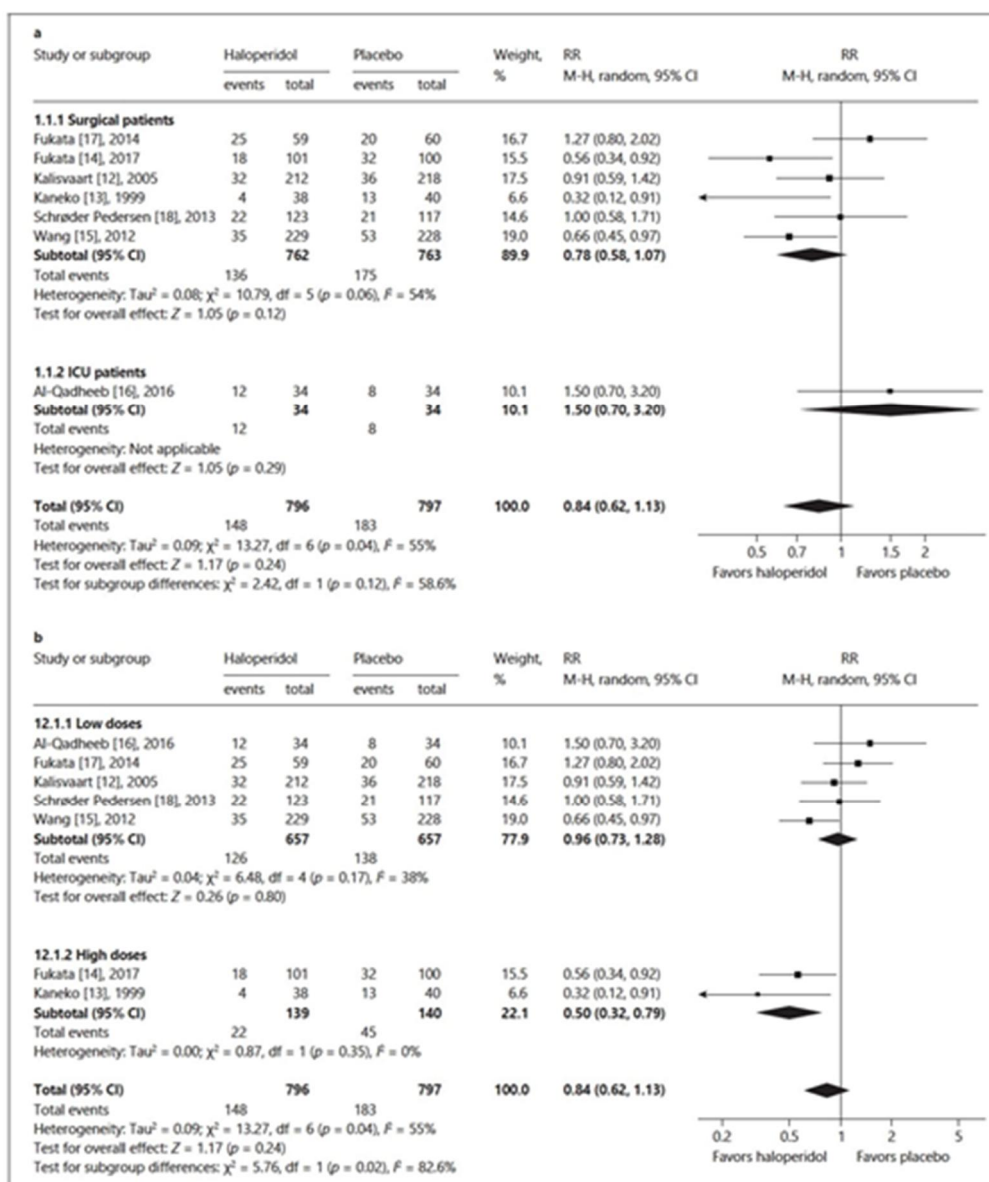 a
Study or subgroup Haloperidol Placebo Weight, RR RR
events total events total % M-H, random, 95% CI M-H, random, 95% CI
1.1.1 Surgical patients
Fukata [17], 2014 25 59 20 60 16.7 1.27 (0.80, 2.02)
Fukata [14], 2017 18 101 32 100 15.5 0.56 (0.34, 0.92)
Kalisvaart [12], 2005 32 212 36 218 17.5 0.91 (0.59, 1.42)
Kaneko [13], 1999 4 38 13 40 6.6 0.32 (0.12, 0.91)
Schrøder Pedersen [18], 2013 22 123 21 117 14.6 1.00 (0.58, 1.71)
Wang [15], 2012 35 229 53 228 19.0 0.66 (0.45, 0.97)
Subtotal (95% CI) 762 763 89.9 0.78 (0.58, 1.07)
Total events 136 175
Heterogeneity: Tau² = 0.08; χ² = 10.79, df = 5 (p = 0.06), I² = 54%
Test for overall effect: Z = 1.05 (p = 0.12)
1.1.2 ICU patients
Al-Qadheeb [16], 2016 12 34 8 34 10.1 1.50 (0.70, 3.20)
Subtotal (95% CI) 34 34 10.1 1.50 (0.70, 3.20)
Total events 12 8
Heterogeneity: Not applicable
Test for overall effect: Z = 1.05 (p = 0.29)
Total (95% CI) 796 797 100.0 0.84 (0.62, 1.13)
Total events 148 183
Heterogeneity: Tau² = 0.09; χ² = 13.27, df = 6 (p = 0.04), I² = 55%
Test for overall effect: Z = 1.17 (p = 0.24)
Test for subgroup differences: χ² = 2.42, df = 1 (p = 0.12), I² = 58.6%
0.5 0.7 1 1.5 2
Favors haloperidol Favors placebo
b
Study or subgroup Haloperidol Placebo Weight, RR RR
events total events total % M-H, random, 95% CI M-H, random, 95% CI
12.1.1 Low doses
Al-Qadheeb [16], 2016 12 34 8 34 10.1 1.50 (0.70, 3.20)
Fukata [17], 2014 25 59 20 60 16.7 1.27 (0.80, 2.02)
Kalisvaart [12], 2005 32 212 36 218 17.5 0.91 (0.59, 1.42)
Schrøder Pedersen [18], 2013 22 123 21 117 14.6 1.00 (0.58, 1.71)
Wang [15], 2012 35 229 53 228 19.0 0.66 (0.45, 0.97)
Subtotal (95% CI) 657 657 77.9 0.96 (0.73, 1.28)
Total events 126 138
Heterogeneity: Tau² = 0.04; χ² = 6.48, df = 4 (p = 0.17), I² = 38%
Test for overall effect: Z = 0.26 (p = 0.80)
12.1.2 High doses
Fukata [14], 2017 18 101 32 100 15.5 0.56 (0.34, 0.92)
Kaneko [13], 1999 4 38 13 40 6.6 0.32 (0.12, 0.91)
Subtotal (95% CI) 139 140 22.1 0.50 (0.32, 0.79)
Total events 22 45
Heterogeneity: Tau² = 0.00; χ² = 0.87, df = 1 (p = 0.35), I² = 0%
Total (95% CI) 796 797 100.0 0.84 (0.62, 1.13)
Total events 148 183
Heterogeneity: Tau² = 0.09; χ² = 13.27, df = 6 (p = 0.04), I² = 55%
Test for overall effect: Z = 1.17 (p = 0.24)
Test for subgroup differences: χ² = 5.76, df = 1 (p = 0.02), I² = 82.6%
0.2 0.5 1 2 5
Favors haloperidol Favors placebo